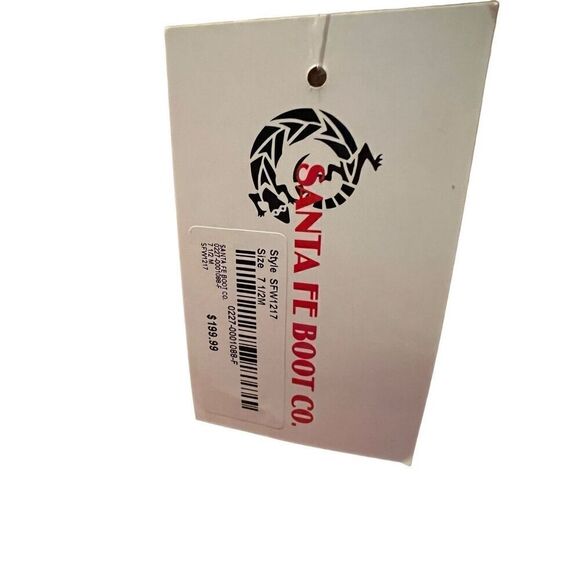 SANTA FE BOOT CO.
Style SFW1217
Size 7 1/2M
0227-0001088-F
SANTA FE BOOT CO.
0227-0001088-F
7 1/2 M
SFW1217
$199.99